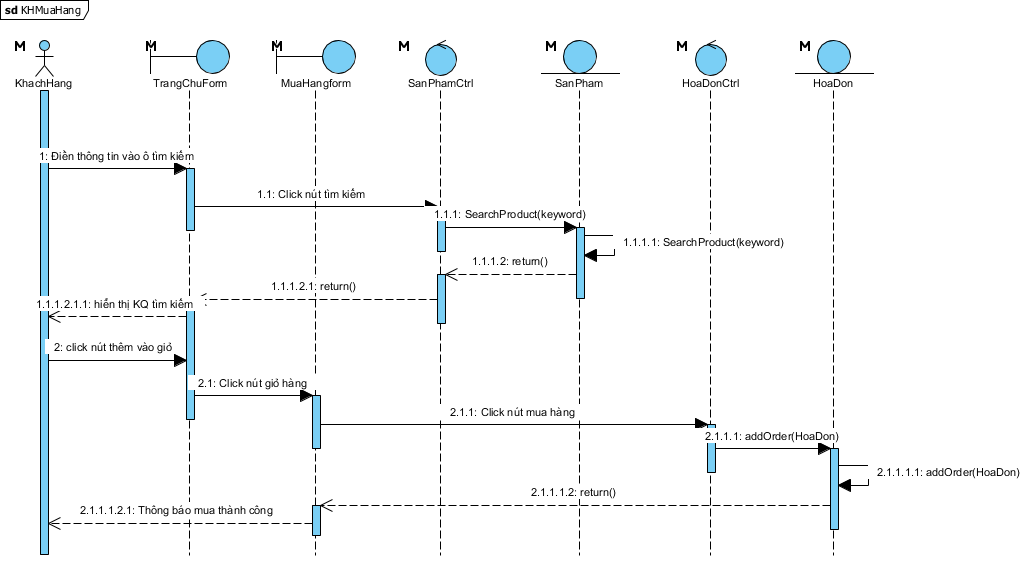 sd KHMuaHang
M M M M M M M
KhachHang TrangChuForm MuaHangform SanPhamCtrl SanPham HoaDonCtrl HoaDon
1: Điền thông tin vào ô tìm kiếm
1.1: Click nút tìm kiếm
1.1.1: SearchProduct(keyword)
1.1.1.1: SearchProduct(keyword)
1.1.1.2: return()
1.1.1.2.1: return()
1.1.1.2.1.1: hiển thị KQ tìm kiếm
2: click nút thêm vào giỏ
2.1: Click nút giỏ hàng
2.1.1: Click nút mua hàng
2.1.1.1: addOrder(HoaDon)
2.1.1.1.1: addOrder(HoaDon)
2.1.1.1.2: return()
2.1.1.1.2.1: Thông báo mua thành công